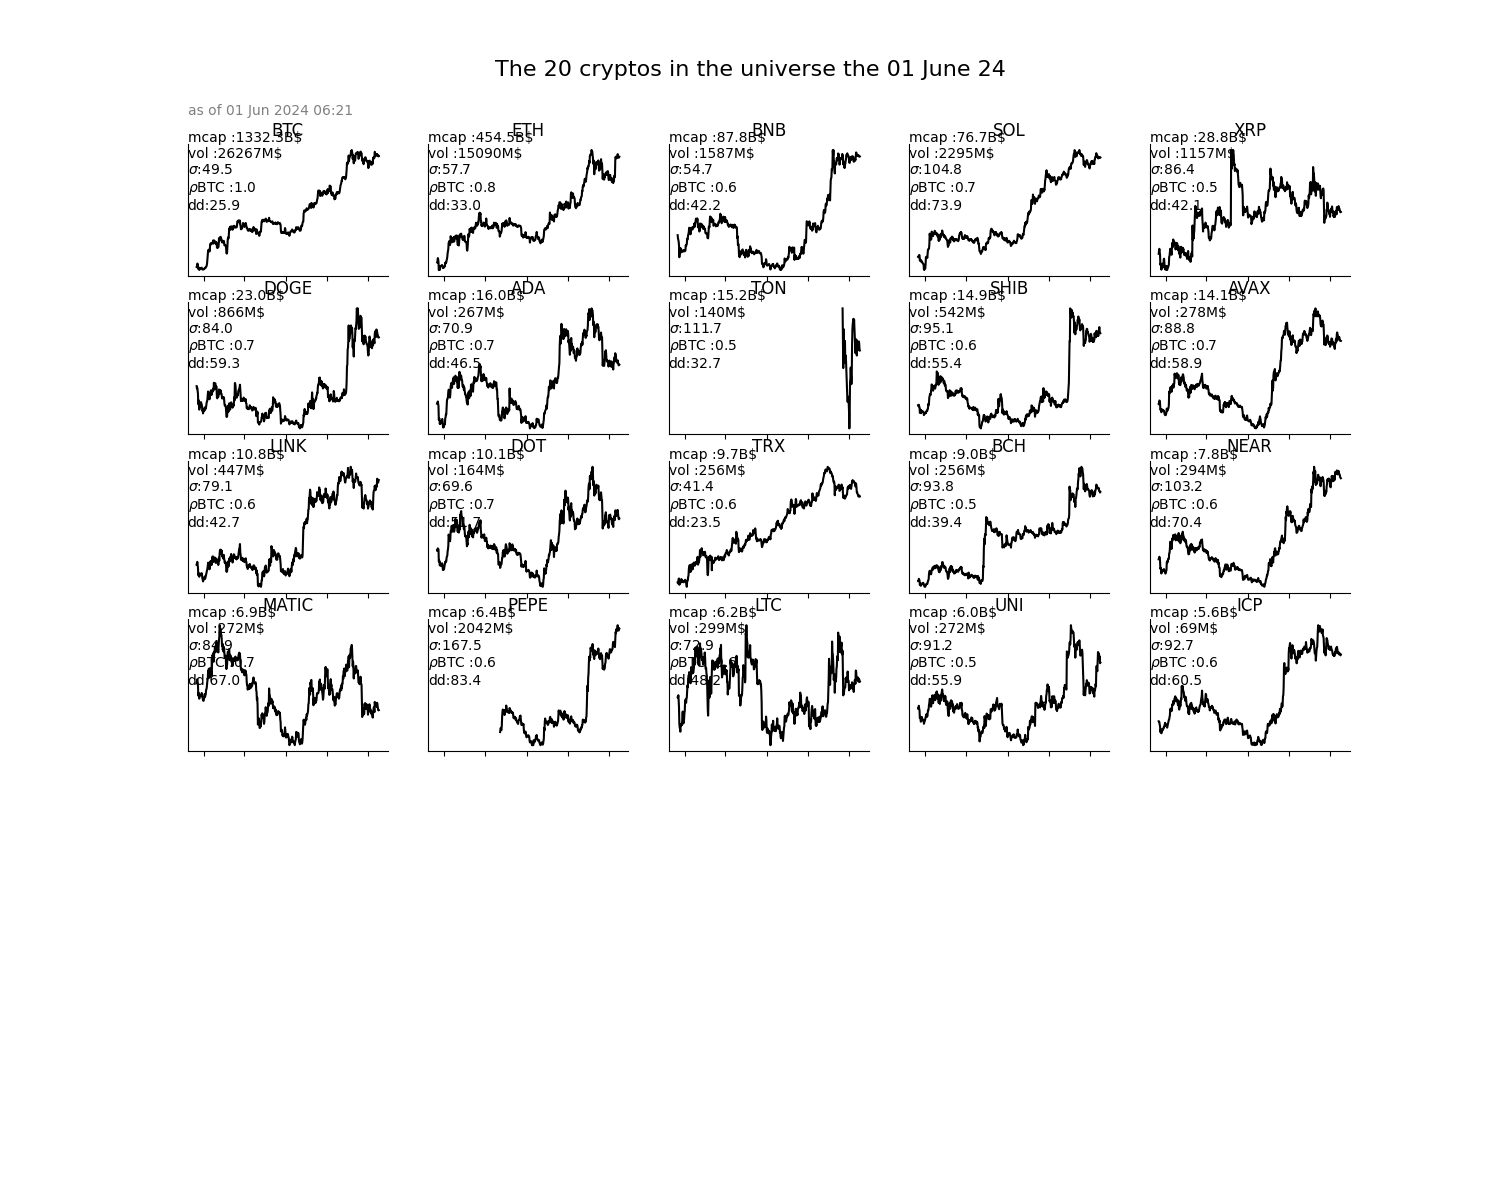 The 20 cryptos in the universe the 01 June 24
as of 01 Jun 2024 06:21
BTC
mcap :1332.3B$
vol :26267M$
σ:49.5
ρBTC :1.0
dd:25.9
ETH
mcap :454.5B$
vol :15090M$
σ:57.7
ρBTC :0.8
dd:33.0
BNB
mcap :87.8B$
vol :1587M$
σ:54.7
ρBTC :0.6
dd:42.2
SOL
mcap :76.7B$
vol :2295M$
σ:104.8
ρBTC :0.7
dd:73.9
XRP
mcap :28.8B$
vol :1157M$
σ:86.4
ρBTC :0.5
dd:42.1
DOGE
mcap :23.0B$
vol :866M$
σ:84.0
ρBTC :0.7
dd:59.3
ADA
mcap :16.0B$
vol :267M$
σ:70.9
ρBTC :0.7
dd:46.5
TON
mcap :15.2B$
vol :140M$
σ:111.7
ρBTC :0.5
dd:32.7
SHIB
mcap :14.9B$
vol :542M$
σ:95.1
ρBTC :0.6
dd:55.4
AVAX
mcap :14.1B$
vol :278M$
σ:88.8
ρBTC :0.7
dd:58.9
LINK
mcap :10.8B$
vol :447M$
σ:79.1
ρBTC :0.6
dd:42.7
DOT
mcap :10.1B$
vol :164M$
σ:69.6
ρBTC :0.7
TRX
mcap :9.7B$
vol :256M$
σ:41.4
ρBTC :0.6
dd:23.5
BCH
mcap :9.0B$
vol :256M$
σ:93.8
ρBTC :0.5
dd:39.4
NEAR
mcap :7.8B$
vol :294M$
σ:103.2
ρBTC :0.6
dd:70.4
MATIC
mcap :6.9B$
vol :272M$
σ:84.9
ρBTC :0.7
dd:67.0
PEPE
mcap :6.4B$
vol :2042M$
σ:167.5
ρBTC :0.6
dd:83.4
LTC
mcap :6.2B$
vol :299M$
σ:72.9
dd:48.2
UNI
mcap :6.0B$
vol :272M$
σ:91.2
ρBTC :0.5
dd:55.9
ICP
mcap :5.6B$
vol :69M$
σ:92.7
ρBTC :0.6
dd:60.5